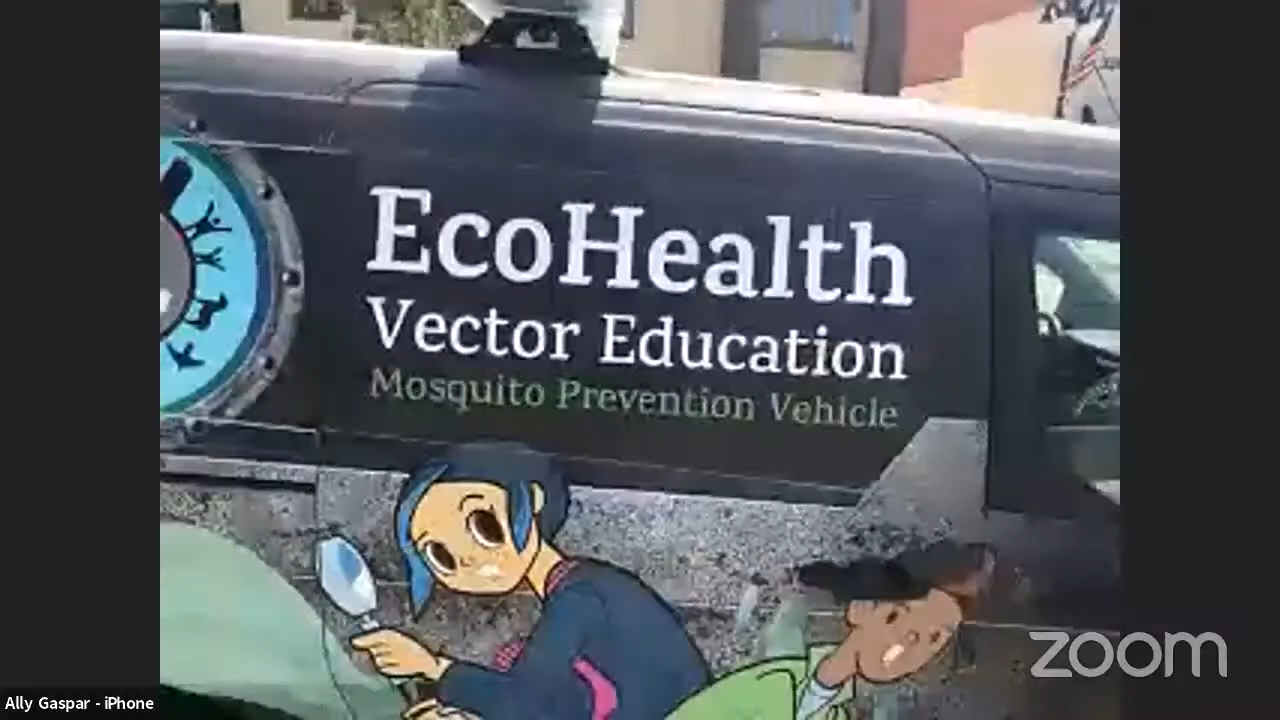 EcoHealth
Vector Education
Mosquito Prevention Vehicle
zoom
Ally Gaspar - iPhone